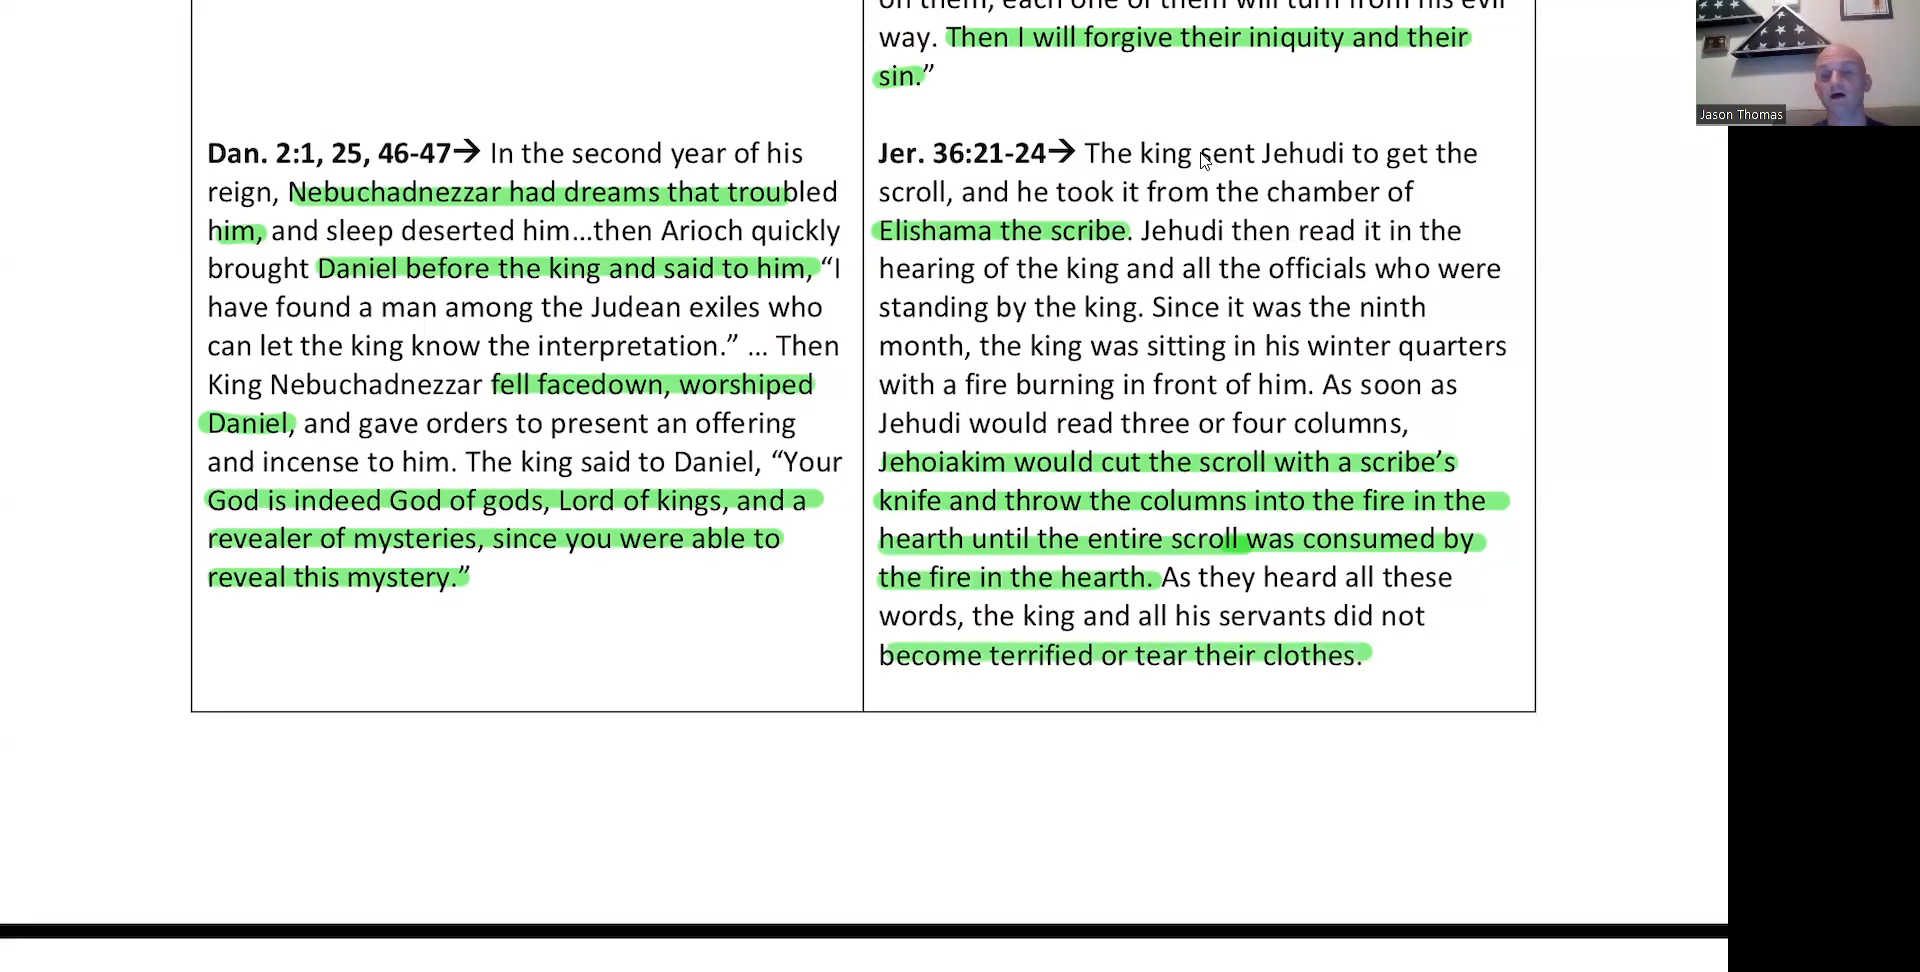 on them, each one of them will turn from his evil
way. Then I will forgive their iniquity and their
sin.”
Dan. 2:1, 25, 46-47→ In the second year of his
reign, Nebuchadnezzar had dreams that troubled
him, and sleep deserted him...then Arioch quickly
brought Daniel before the king and said to him, “I
have found a man among the Judean exiles who
can let the king know the interpretation.” ... Then
King Nebuchadnezzar fell facedown, worshiped
Daniel, and gave orders to present an offering
and incense to him. The king said to Daniel, “Your
God is indeed God of gods, Lord of kings, and a
revealer of mysteries, since you were able to
reveal this mystery.”
Jer. 36:21-24→ The king sent Jehudi to get the
scroll, and he took it from the chamber of
Elishama the scribe. Jehudi then read it in the
hearing of the king and all the officials who were
standing by the king. Since it was the ninth
month, the king was sitting in his winter quarters
with a fire burning in front of him. As soon as
Jehudi would read three or four columns,
Jehoiakim would cut the scroll with a scribe’s
knife and throw the columns into the fire in the
hearth until the entire scroll was consumed by
the fire in the hearth. As they heard all these
words, the king and all his servants did not
become terrified or tear their clothes.
Jason Thomas